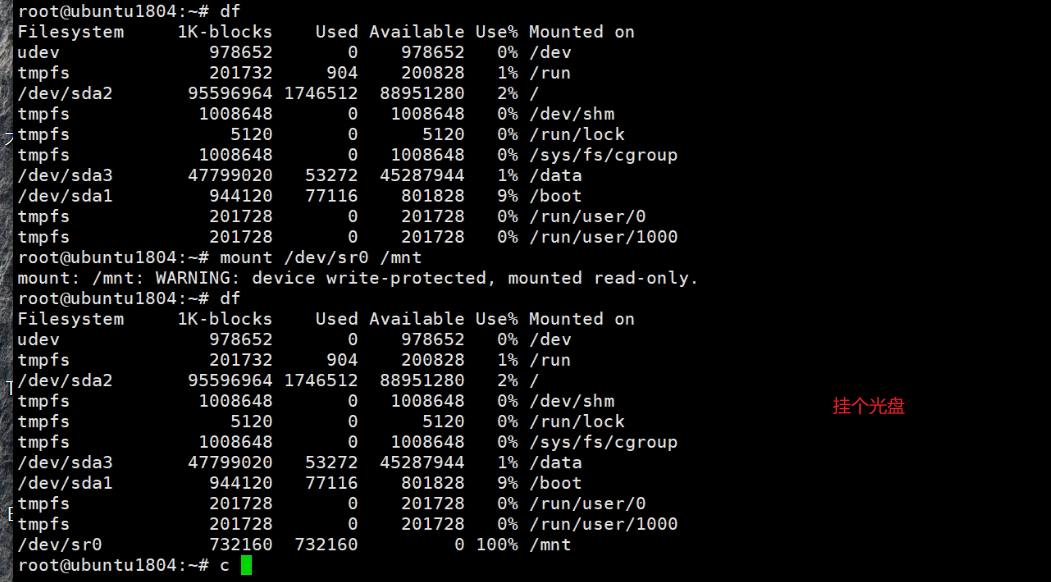 root@ubuntu1804:~# df
Filesystem     1K-blocks    Used Available Use% Mounted on
udev              978652       0    978652   0% /dev
tmpfs             201732     904    200828   1% /run
/dev/sda2       95596964 1746512  88951280   2% /
tmpfs            1008648       0   1008648   0% /dev/shm
tmpfs               5120       0      5120   0% /run/lock
tmpfs            1008648       0   1008648   0% /sys/fs/cgroup
/dev/sda3       47799020   53272  45287944   1% /data
/dev/sda1         944120   77116    801828   9% /boot
tmpfs             201728       0    201728   0% /run/user/0
tmpfs             201728       0    201728   0% /run/user/1000
root@ubuntu1804:~# mount /dev/sr0 /mnt
mount: /mnt: WARNING: device write-protected, mounted read-only.
root@ubuntu1804:~# df
Filesystem     1K-blocks    Used Available Use% Mounted on
udev              978652       0    978652   0% /dev
tmpfs             201732     904    200828   1% /run
/dev/sda2       95596964 1746512  88951280   2% /
tmpfs            1008648       0   1008648   0% /dev/shm
挂个光盘
tmpfs               5120       0      5120   0% /run/lock
tmpfs            1008648       0   1008648   0% /sys/fs/cgroup
/dev/sda3       47799020   53272  45287944   1% /data
/dev/sda1         944120   77116    801828   9% /boot
tmpfs             201728       0    201728   0% /run/user/0
tmpfs             201728       0    201728   0% /run/user/1000
/dev/sr0          732160  732160         0 100% /mnt
root@ubuntu1804:~# c